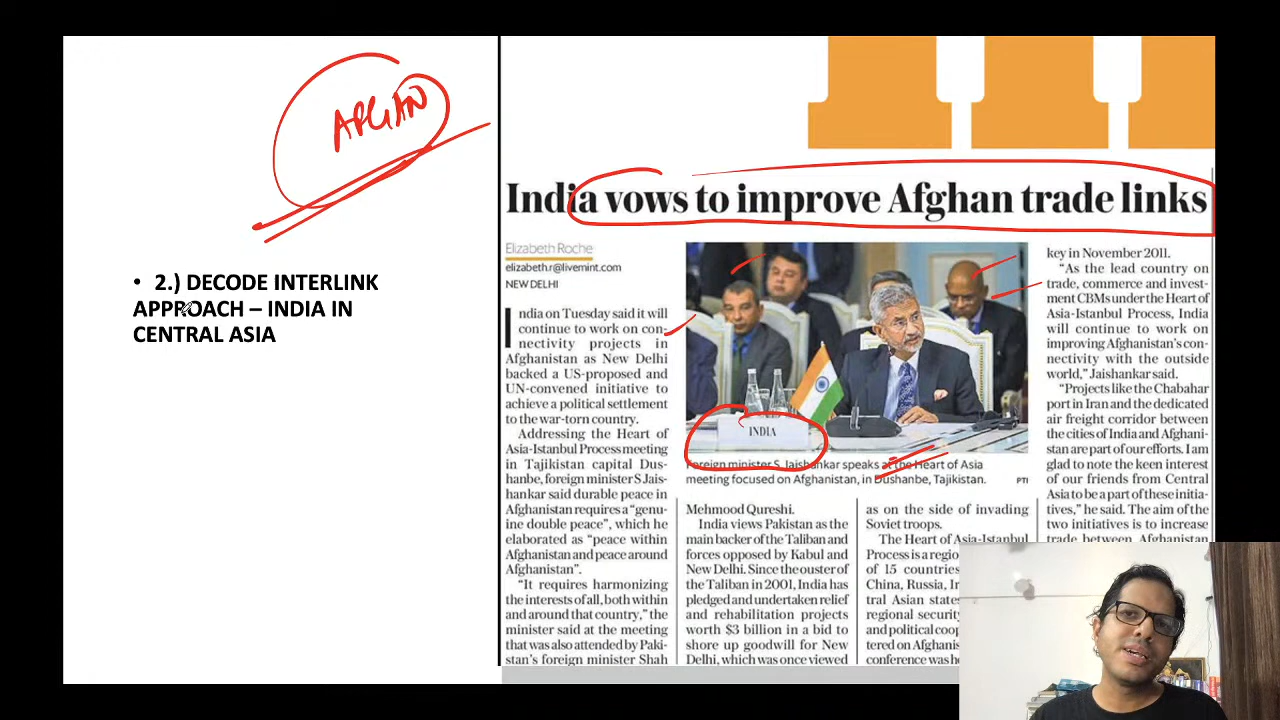 AFGAN
• 2.) DECODE INTERLINK
APPROACH – INDIA IN
CENTRAL ASIA
India vows to improve Afghan trade links
Elizabeth Roche
elizabeth.r@livemint.com
NEW DELHI
India on Tuesday said it will
continue to work on con-
nectivity projects in
Afghanistan as New Delhi
backed a US-proposed and
UN-convened initiative to
achieve a political settlement
to the war-torn country.
Addressing the Heart of
Asia-Istanbul Process meeting
in Tajikistan capital Dus-
hanbe, foreign minister S Jais-
hankar said durable peace in
Afghanistan requires a “genu-
ine double peace”, which he
elaborated as “peace within
Afghanistan and peace around
Afghanistan”.
“It requires harmonizing
the interests of all, both within
and around that country,” the
minister said at the meeting
that was also attended by Paki-
stan’s foreign minister Shah
INDIA
Foreign minister S Jaishankar speaks at the Heart of Asia
meeting focused on Afghanistan, in Dushanbe, Tajikistan.
PTI
Mehmood Qureshi.
India views Pakistan as the
main backer of the Taliban and
forces opposed by Kabul and
New Delhi. Since the ouster of
the Taliban in 2001, India has
pledged and undertaken relief
and rehabilitation projects
worth $3 billion in a bid to
shore up goodwill for New
Delhi, which was once viewed
as on the side of invading
Soviet troops.
The Heart of Asia-Istanbul
Process is a regio
of 15 countries
China, Russia, Ir
tral Asian states
regional security
and political coop
tered on Afghanis
conference was he
key in November 2011.
“As the lead country on
trade, commerce and invest-
ment CBMs under the Heart of
Asia-Istanbul Process, India
will continue to work on
improving Afghanistan’s con-
nectivity with the outside
world,” Jaishankar said.
“Projects like the Chabahar
port in Iran and the dedicated
air freight corridor between
the cities of India and Afghani-
stan are part of our efforts. I am
glad to note the keen interest
of our friends from Central
Asia to be a part of these initia-
tives,” he said. The aim of the
two initiatives is to increase
trade between Afghanistan